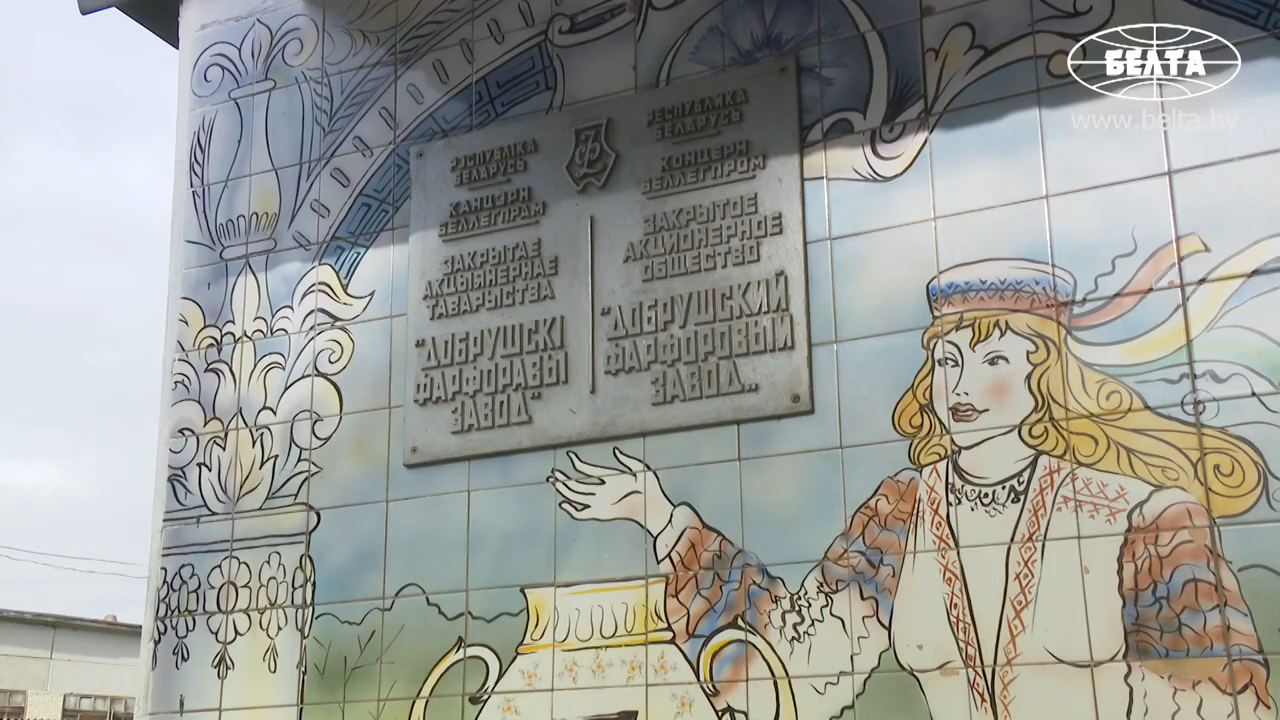 БЕЛТА
www.belta.by
РЭСПУБЛІКА
БЕЛАРУСЬ
КАНЦЭРН
БЕЛЛЕГПРАМ
ЗАКРЫТАЕ
АКЦЫЯНЕРНАЕ
ТАВАРЫСТВА
"ДОБРУШСКІ
ФАРФОРАВЫ
ЗАВОД"
РЕСПУБЛИКА
БЕЛАРУСЬ
КОНЦЕРН
БЕЛЛЕГПРОМ
ЗАКРЫТОЕ
АКЦИОНЕРНОЕ
ОБЩЕСТВО
"ДОБРУШСКИЙ
ФАРФОРОВЫЙ
ЗАВОД"